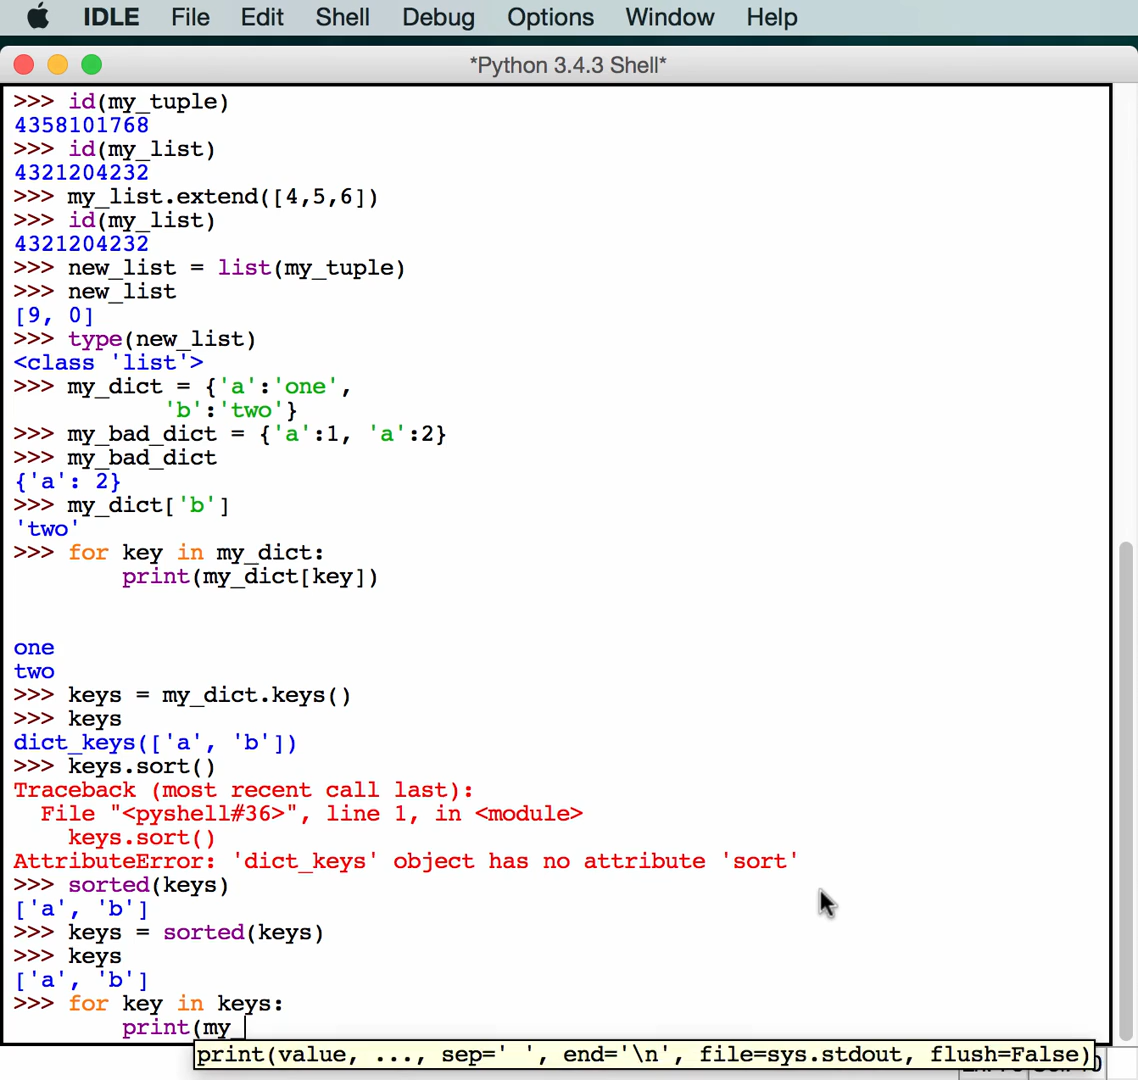 IDLE File Edit Shell Debug Options Window Help
*Python 3.4.3 Shell*
>>> id(my_tuple)
4358101768
>>> id(my_list)
4321204232
>>> my_list.extend([4,5,6])
>>> id(my_list)
4321204232
>>> new_list = list(my_tuple)
>>> new_list
[9, 0]
>>> type(new_list)
<class 'list'>
>>> my_dict = {'a':'one',
'b':'two'}
>>> my_bad_dict = {'a':1, 'a':2}
>>> my_bad_dict
{'a': 2}
>>> my_dict['b']
'two'
>>> for key in my_dict:
print(my_dict[key])
one
two
>>> keys = my_dict.keys()
>>> keys
dict_keys(['a', 'b'])
>>> keys.sort()
Traceback (most recent call last):
File "<pyshell#36>", line 1, in <module>
keys.sort()
AttributeError: 'dict_keys' object has no attribute 'sort'
>>> sorted(keys)
['a', 'b']
>>> keys = sorted(keys)
>>> keys
['a', 'b']
>>> for key in keys:
print(my_
print(value, ..., sep=' ', end='\n', file=sys.stdout, flush=False)